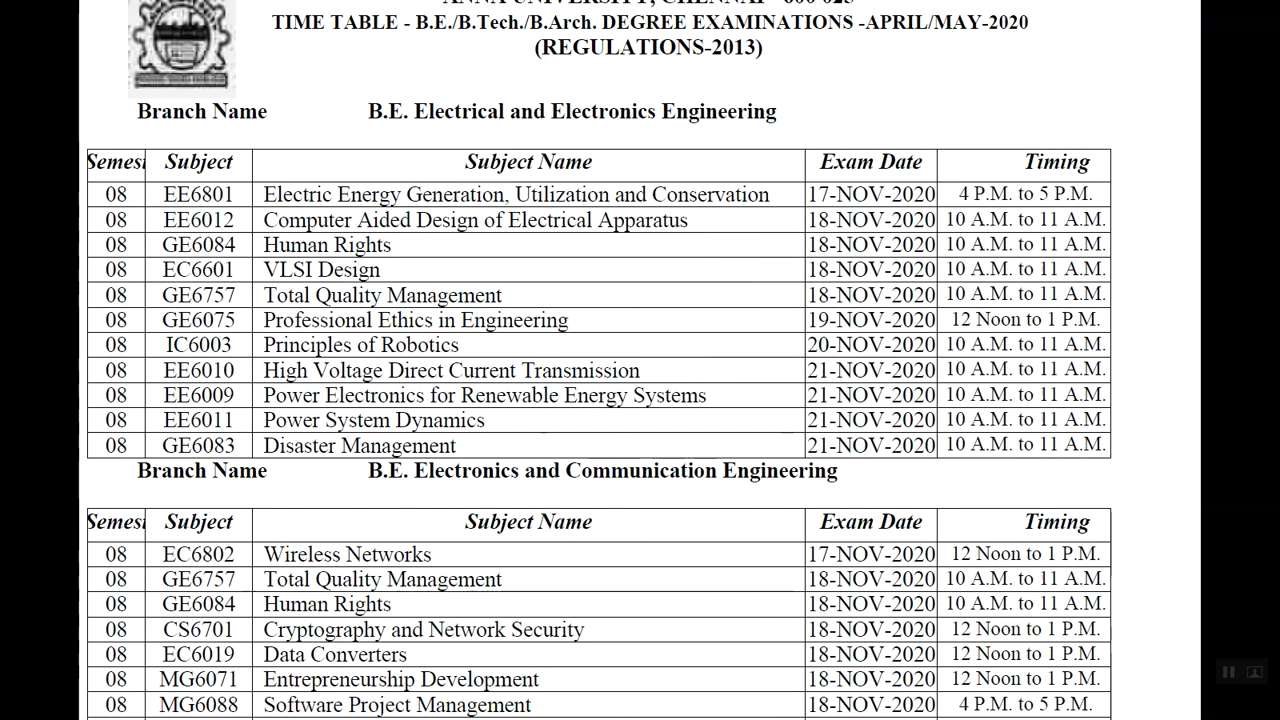 ANNA UNIVERSITY, CHENNAI - 600 025
TIME TABLE - B.E./B.Tech./B.Arch. DEGREE EXAMINATIONS -APRIL/MAY-2020
(REGULATIONS-2013)
Branch Name B.E. Electrical and Electronics Engineering
Semest Subject Subject Name Exam Date Timing
08 EE6801 Electric Energy Generation, Utilization and Conservation 17-NOV-2020 4 P.M. to 5 P.M.
08 EE6012 Computer Aided Design of Electrical Apparatus 18-NOV-2020 10 A.M. to 11 A.M.
08 GE6084 Human Rights 18-NOV-2020 10 A.M. to 11 A.M.
08 EC6601 VLSI Design 18-NOV-2020 10 A.M. to 11 A.M.
08 GE6757 Total Quality Management 18-NOV-2020 10 A.M. to 11 A.M.
08 GE6075 Professional Ethics in Engineering 19-NOV-2020 12 Noon to 1 P.M.
08 IC6003 Principles of Robotics 20-NOV-2020 10 A.M. to 11 A.M.
08 EE6010 High Voltage Direct Current Transmission 21-NOV-2020 10 A.M. to 11 A.M.
08 EE6009 Power Electronics for Renewable Energy Systems 21-NOV-2020 10 A.M. to 11 A.M.
08 EE6011 Power System Dynamics 21-NOV-2020 10 A.M. to 11 A.M.
08 GE6083 Disaster Management 21-NOV-2020 10 A.M. to 11 A.M.
Branch Name B.E. Electronics and Communication Engineering
Semest Subject Subject Name Exam Date Timing
08 EC6802 Wireless Networks 17-NOV-2020 12 Noon to 1 P.M.
08 GE6757 Total Quality Management 18-NOV-2020 10 A.M. to 11 A.M.
08 GE6084 Human Rights 18-NOV-2020 10 A.M. to 11 A.M.
08 CS6701 Cryptography and Network Security 18-NOV-2020 12 Noon to 1 P.M.
08 EC6019 Data Converters 18-NOV-2020 12 Noon to 1 P.M.
08 MG6071 Entrepreneurship Development 18-NOV-2020 12 Noon to 1 P.M.
08 MG6088 Software Project Management 18-NOV-2020 4 P.M. to 5 P.M.